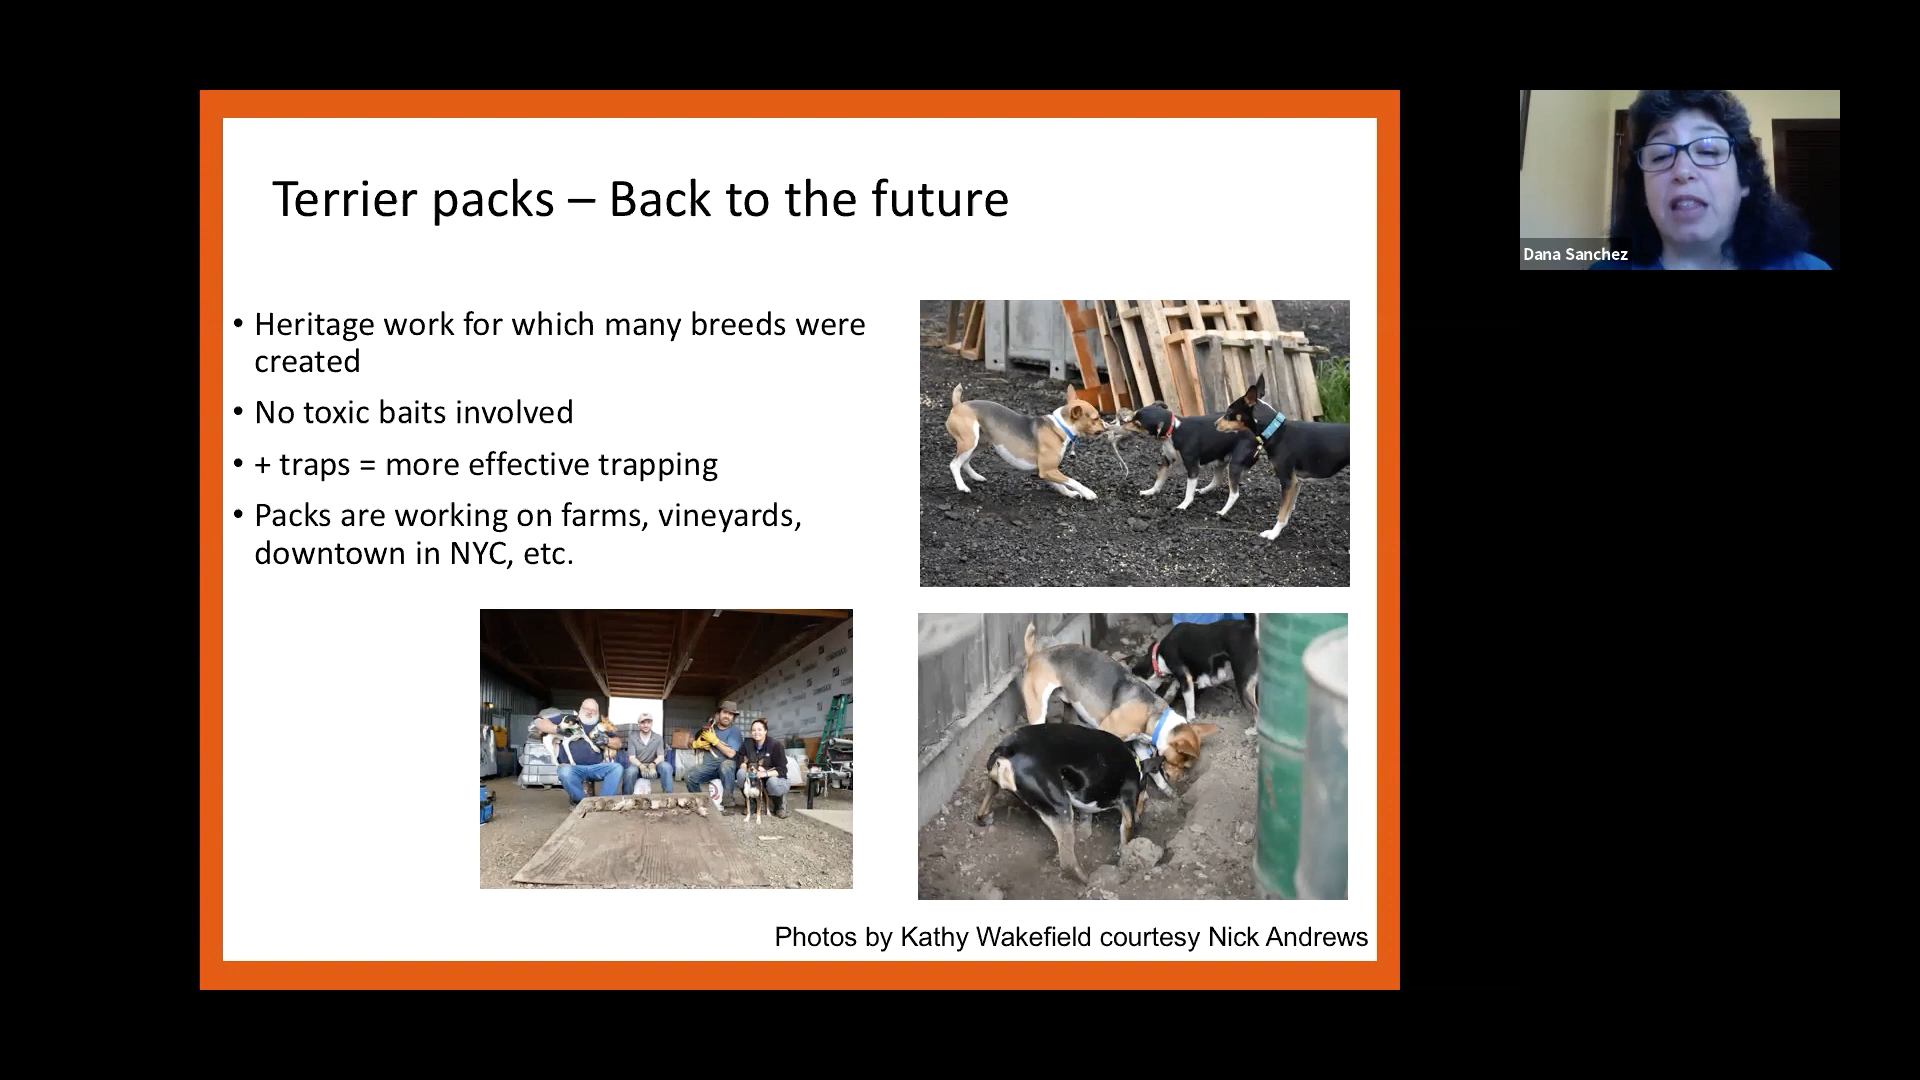 Terrier packs – Back to the future
• Heritage work for which many breeds were
created
• No toxic baits involved
• + traps = more effective trapping
• Packs are working on farms, vineyards,
downtown in NYC, etc.
Photos by Kathy Wakefield courtesy Nick Andrews
Dana Sanchez